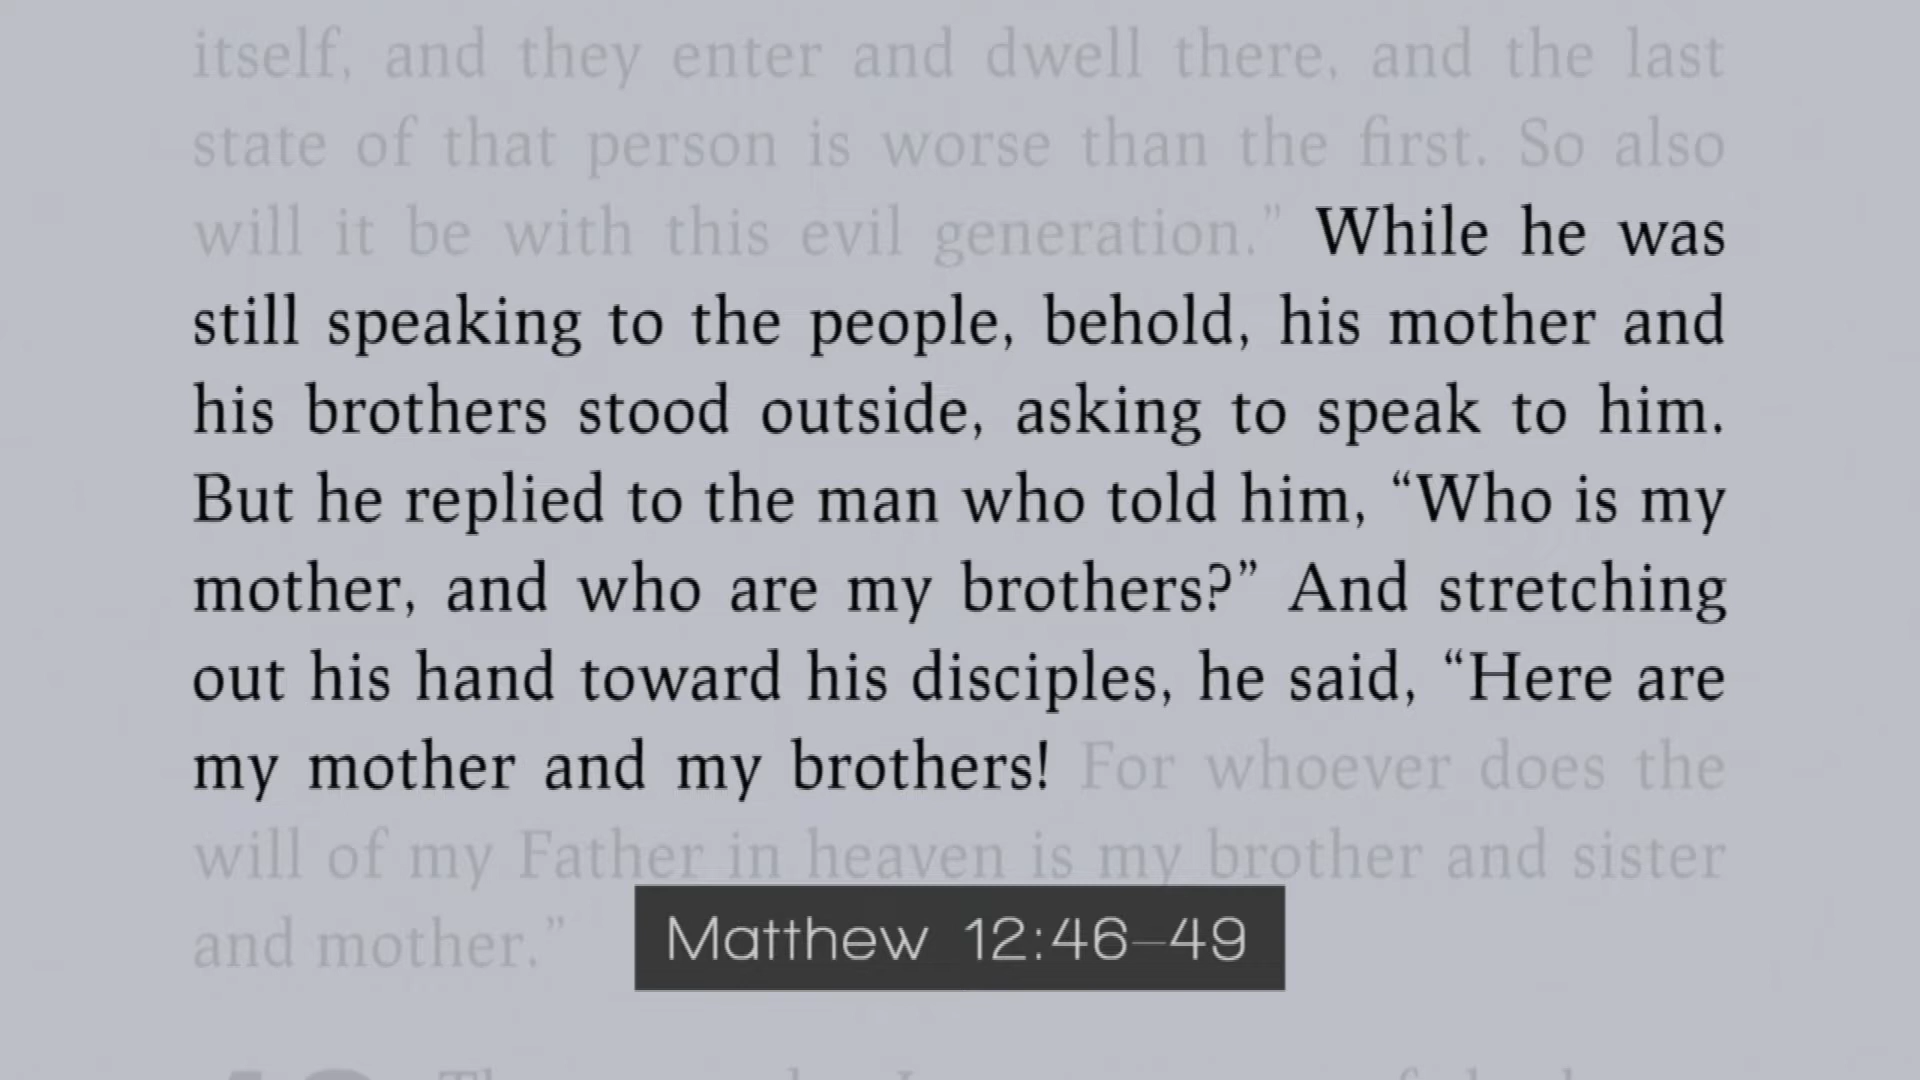 itself, and they enter and dwell there, and the last
state of that person is worse than the first. So also
will it be with this evil generation.” While he was
still speaking to the people, behold, his mother and
his brothers stood outside, asking to speak to him.
But he replied to the man who told him, “Who is my
mother, and who are my brothers?” And stretching
out his hand toward his disciples, he said, “Here are
my mother and my brothers! For whoever does the
will of my Father in heaven is my brother and sister
and mother.”
Matthew 12:46–49